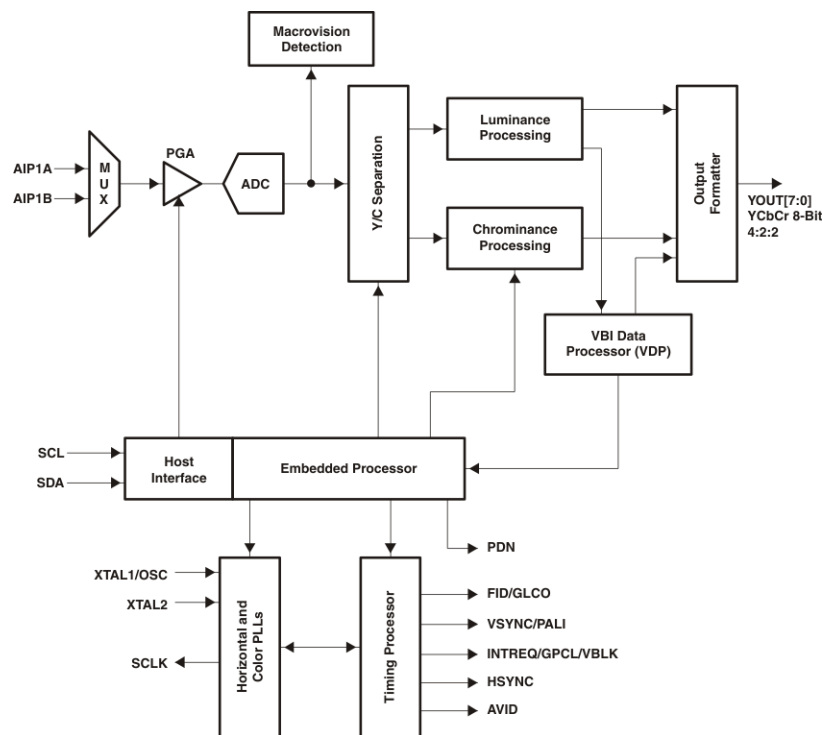 Macrovision
Detection
Luminance
Processing
PGA
AIP1A
AIP1B
M
U
X
ADC
Y/C Separation
Output
Formatter
YOUT[7:0]
YCbCr 8-Bit
4:2:2
Chrominance
Processing
VBI Data
Processor (VDP)
SCL
SDA
Host
Interface
Embedded Processor
PDN
XTAL1/OSC
XTAL2
SCLK
Horizontal and
Color PLLs
Timing Processor
FID/GLCO
VSYNC/PALI
INTREQ/GPCL/VBLK
HSYNC
AVID